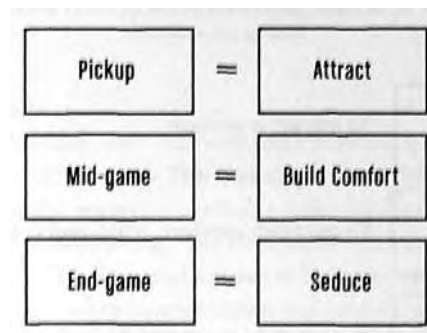 Pickup = Attract
Mid-game = Build Comfort
End-game = Seduce